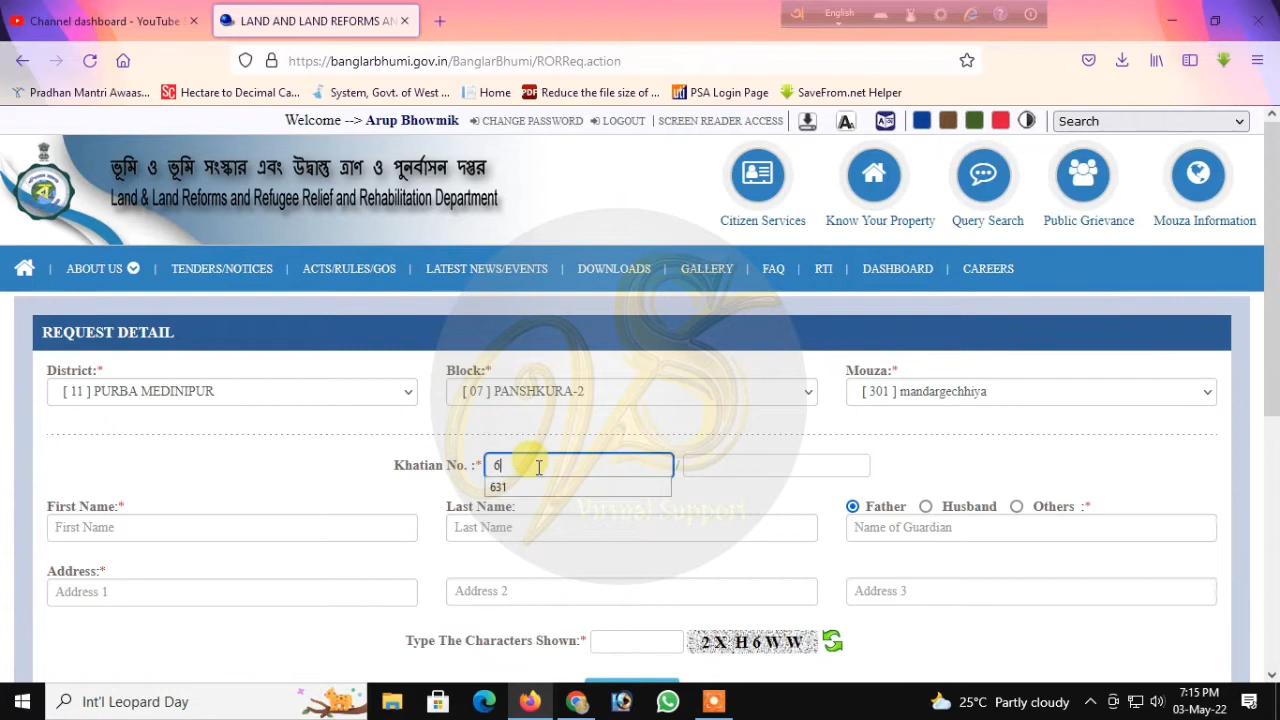 Channel dashboard - YouTube S
LAND AND LAND REFORMS AN
English
https://banglarbhumi.gov.in/BanglarBhumi/RORReq.action
Pradhan Mantri Awaas... Hectare to Decimal Ca... System, Govt. of West ... Home Reduce the file size of ... PSA Login Page SaveFrom.net Helper
Welcome --> Arup Bhowmik CHANGE PASSWORD LOGOUT | SCREEN READER ACCESS Search
ভূমি ও ভূমি সংস্কার এবং উদ্বাস্তু ত্রাণ ও পুনর্বাসন দপ্তর
Land & Land Reforms and Refugee Relief and Rehabilitation Department
Citizen Services Know Your Property Query Search Public Grievance Mouza Information
ABOUT US | TENDERS/NOTICES | ACTS/RULES/GOS | LATEST NEWS/EVENTS | DOWNLOADS | GALLERY | FAQ | RTI | DASHBOARD | CAREERS
REQUEST DETAIL
District:* Block:* Mouza:*
[ 11 ] PURBA MEDINIPUR [ 07 ] PANSHKURA-2 [ 301 ] mandargechhiya
Khatian No. :* 6 /
631
First Name:* Last Name: Father Husband Others :*
First Name Last Name Name of Guardian
Virtual Support
Address:*
Address 1 Address 2 Address 3
Type The Characters Shown:* 2 X H 6 W W
Int'l Leopard Day 25°C Partly cloudy 7:15 PM
03-May-22